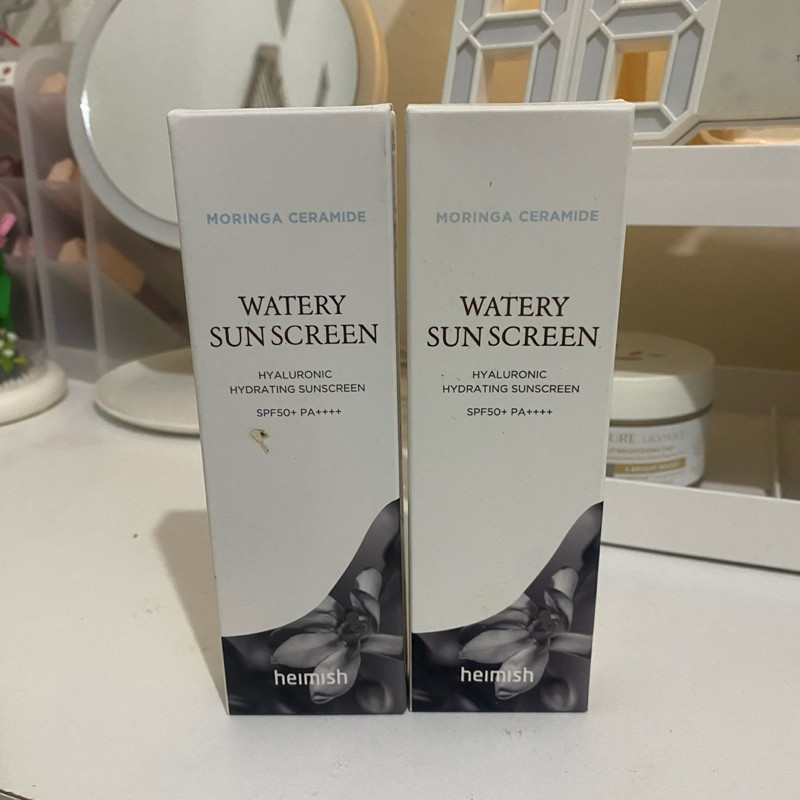 MORINGA CERAMIDE
WATERY
SUN SCREEN
HYALURONIC
HYDRATING SUNSCREEN
SPF50+ PA++++
heimish
MORINGA CERAMIDE
WATERY
SUN SCREEN
HYALURONIC
HYDRATING SUNSCREEN
SPF50+ PA++++
heimish